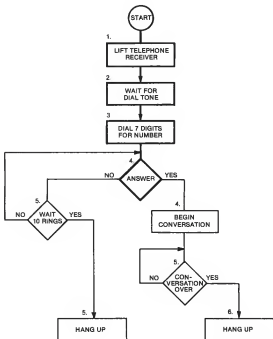 START
1.
LIFT TELEPHONE
RECEIVER
2
WAIT FOR
DIAL TONE
3
DIAL 7 DIGITS
FOR NUMBER
4.
NO
ANSWER
YES
5.
WAIT
10 RINGS
NO
YES
4.
BEGIN
CONVERSATION
5.
CON-
VERSATION
OVER
NO
YES
5.
HANG UP
6.
HANG UP